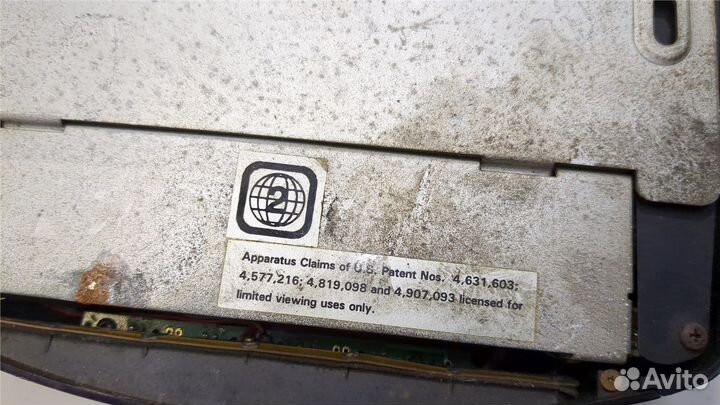 2
Apparatus Claims of U.S. Patent Nos. 4,631,603;
4,577,216; 4,819,098 and 4,907,093 licensed for
limited viewing uses only.
Avito